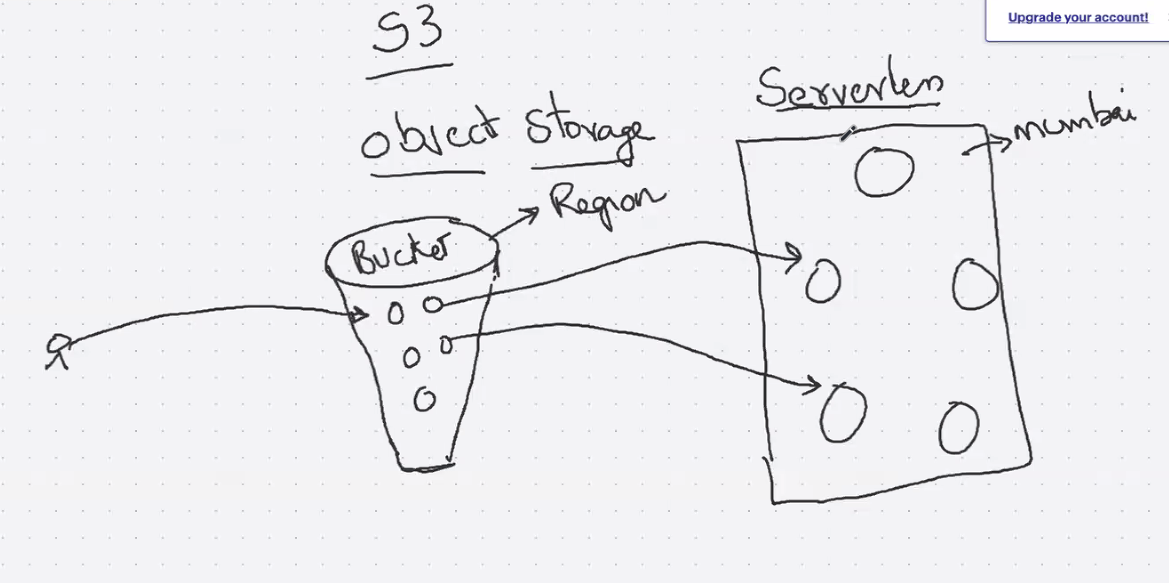 Upgrade your account!
S3
Object Storage
Serverless
mumbai
Region
Bucket